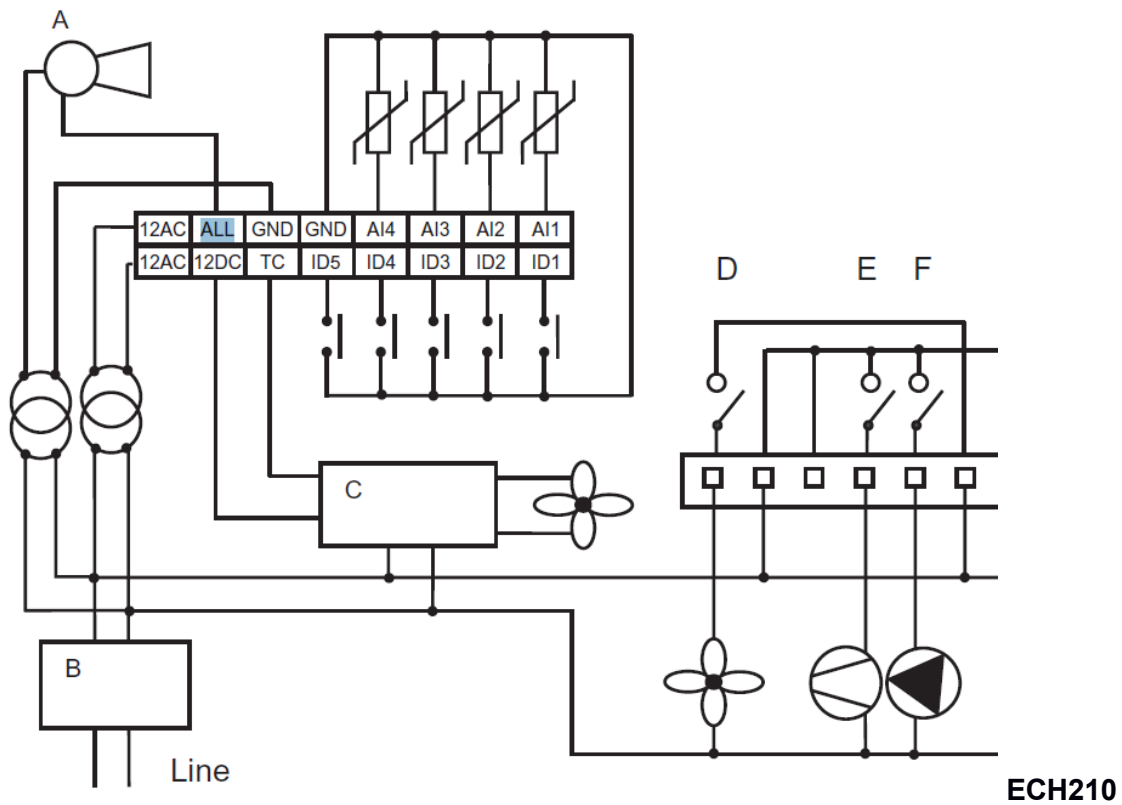 A
12AC ALL GND GND AI4 AI3 AI2 AI1
12AC 12DC TC ID5 ID4 ID3 ID2 ID1
D E F
C
B
Line
ECH210